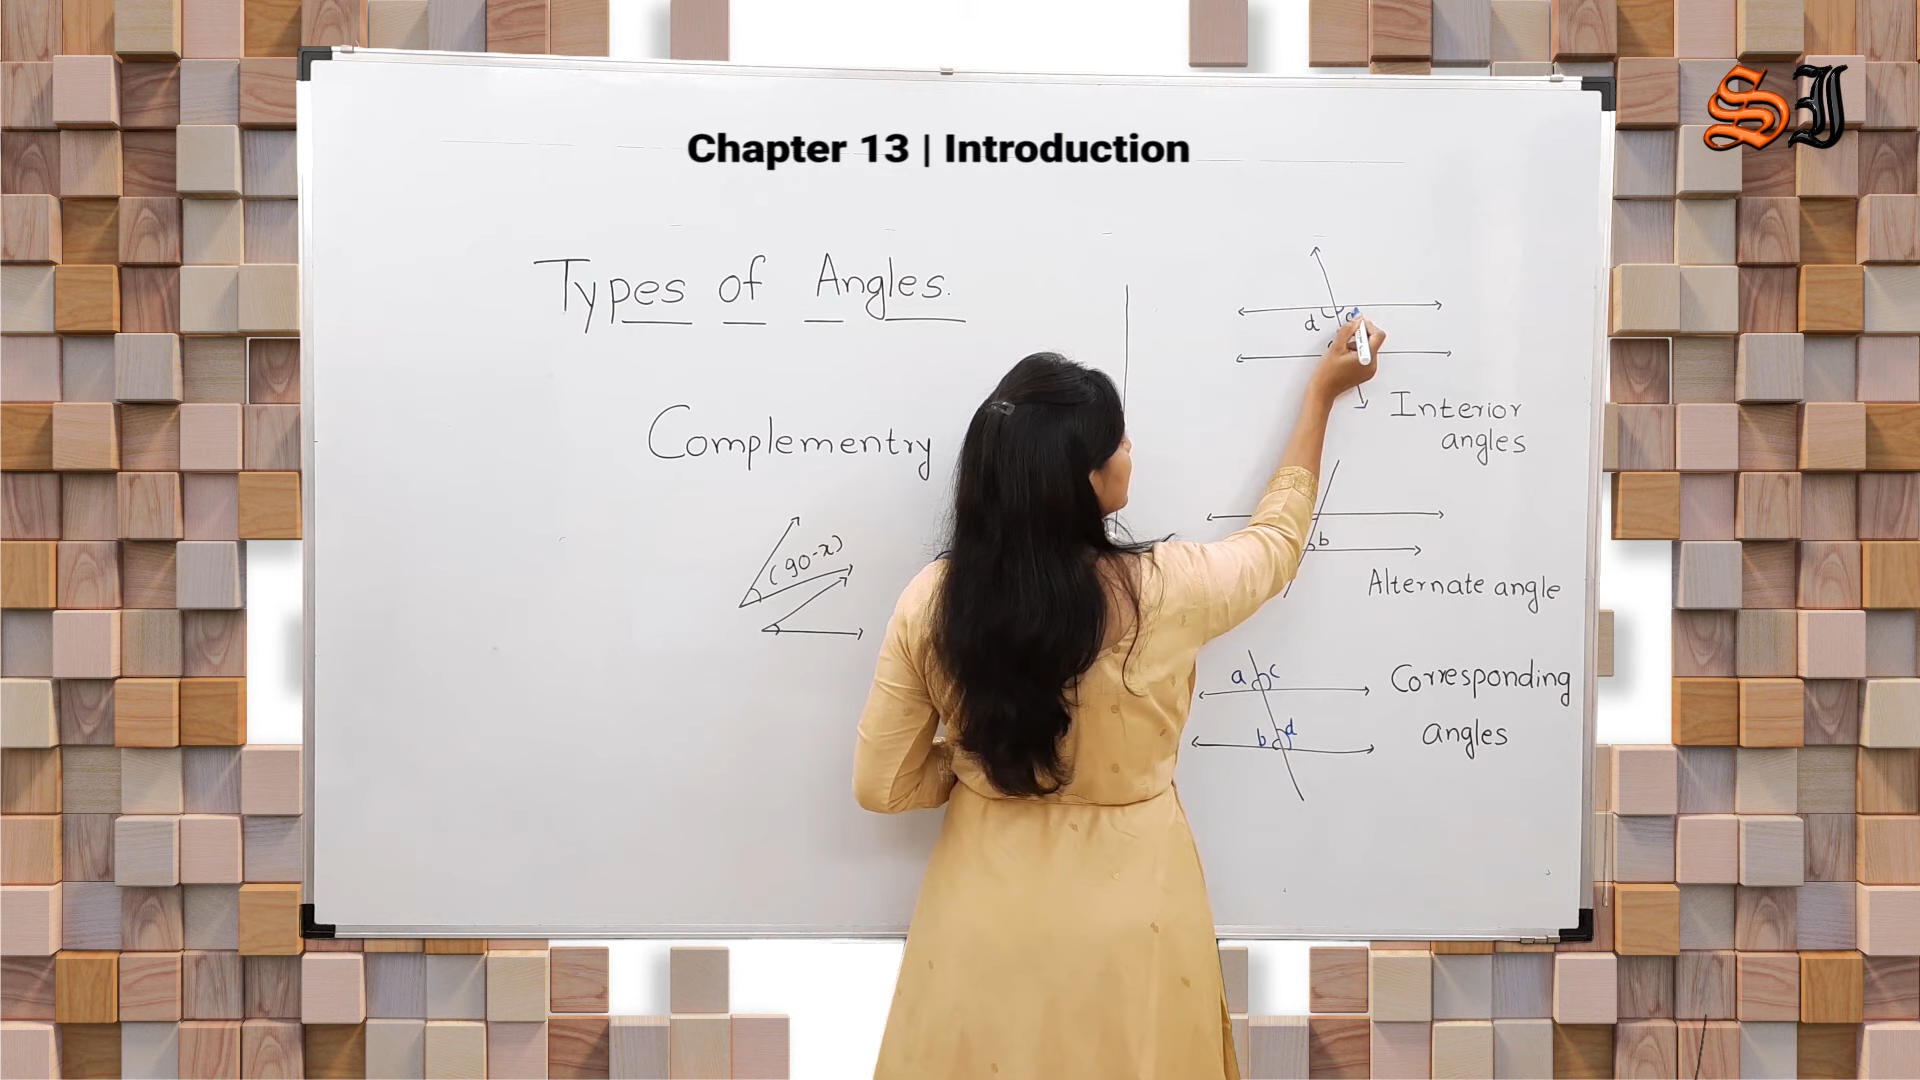 SJ
Chapter 13 | Introduction
Types of Angles.
Complementry
(90-x)
d
Interior
angles
b
Alternate angle
a c
b d
Corresponding
angles